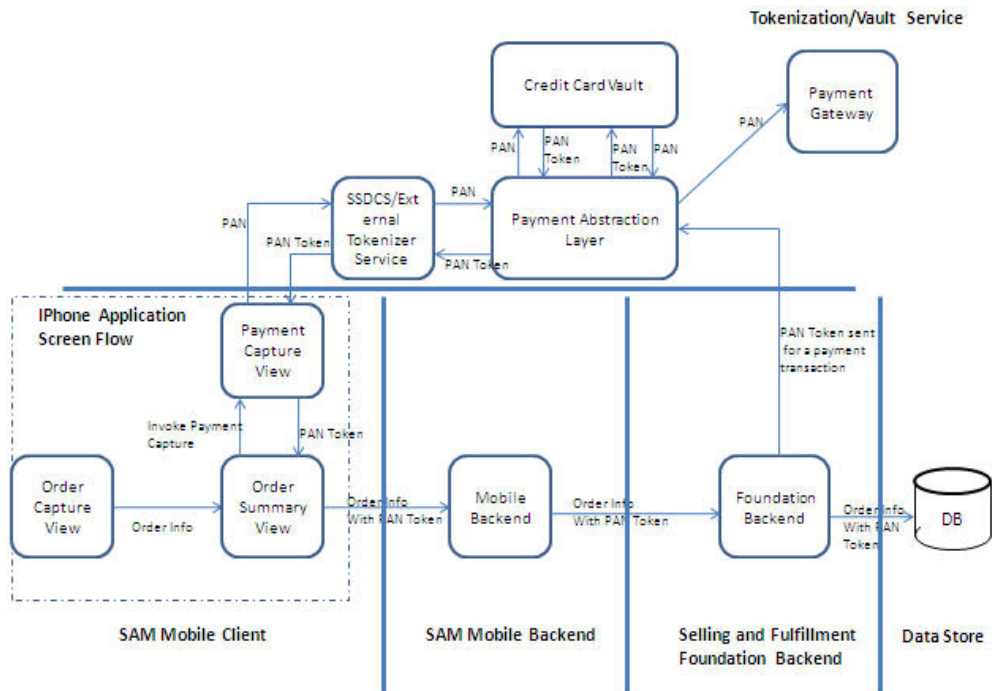 Tokenization/Vault Service
Credit Card Vault
Payment
Gateway
PAN
PAN
PAN
Token
PAN
Token
PAN
SSDCS/Ext
ernal
Tokenizer
Service
PAN
Payment Abstraction
Layer
PAN
PAN Token
PAN Token
IPhone Application
Screen Flow
Payment
Capture
View
PAN Token sent
for a payment
transaction
Invoke Payment
Capture
PAN Token
Order
Capture
View
Order Info
Order
Summary
View
Order Info
With PAN Token
Mobile
Backend
Order Info
With PAN Token
Foundation
Backend
Order Info
With PAN
Token
DB
SAM Mobile Client
SAM Mobile Backend
Selling and Fulfillment
Foundation Backend
Data Store